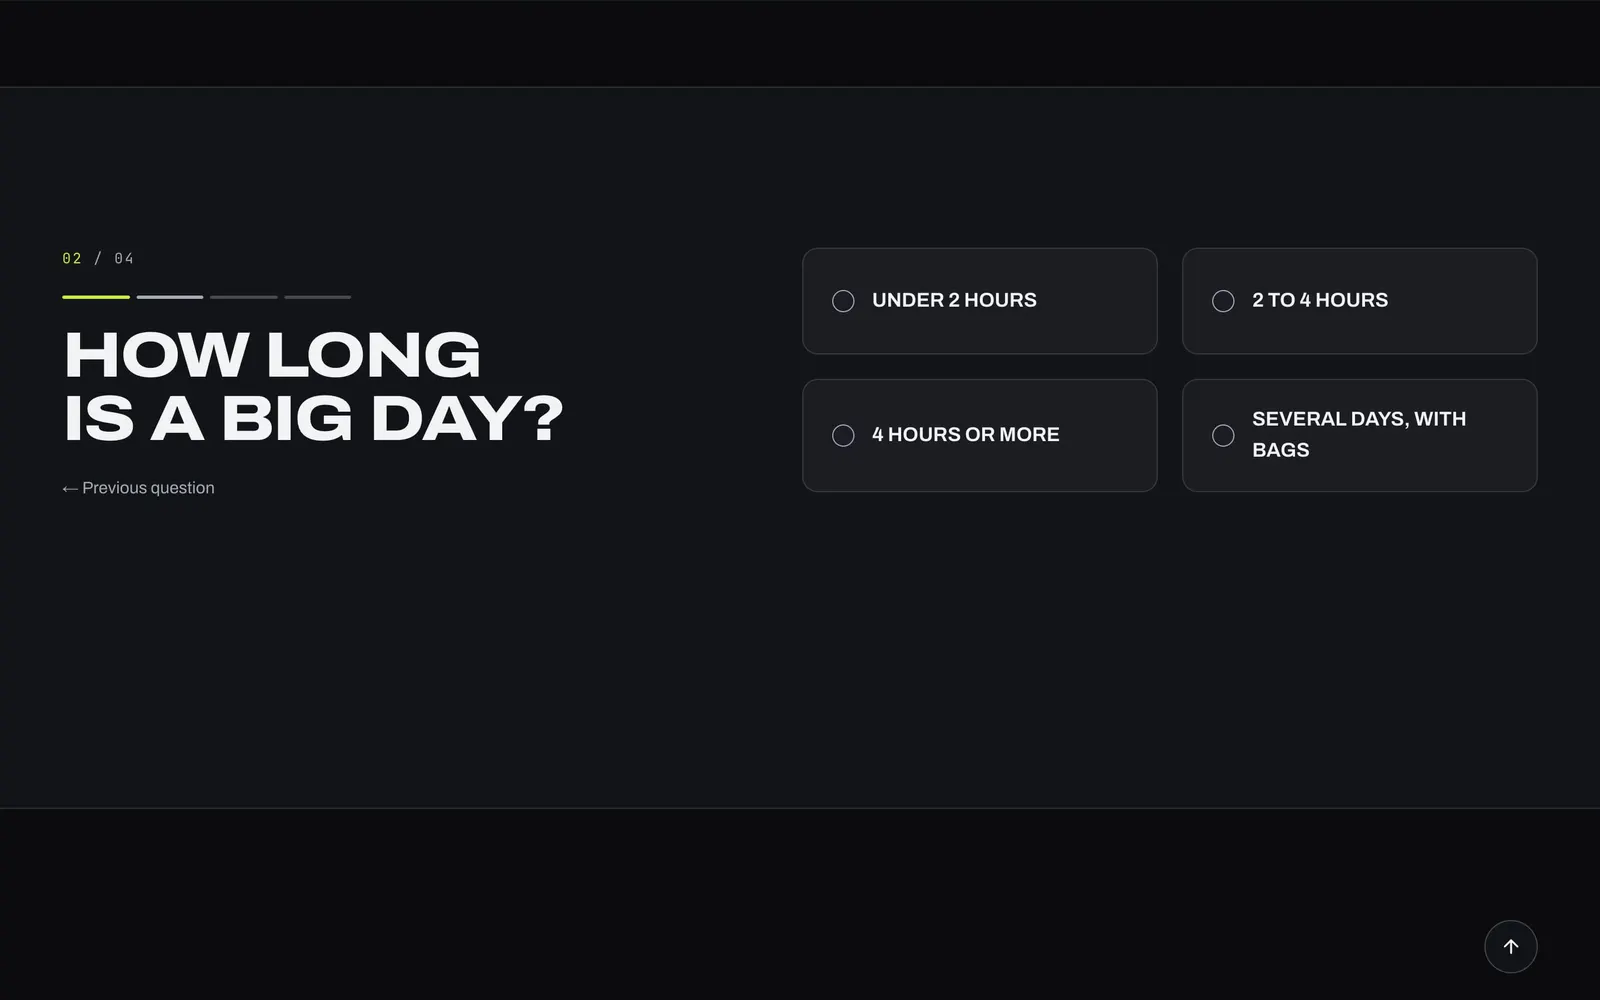 02 / 04
HOW LONG
IS A BIG DAY?
← Previous question
UNDER 2 HOURS
2 TO 4 HOURS
4 HOURS OR MORE
SEVERAL DAYS, WITH
BAGS